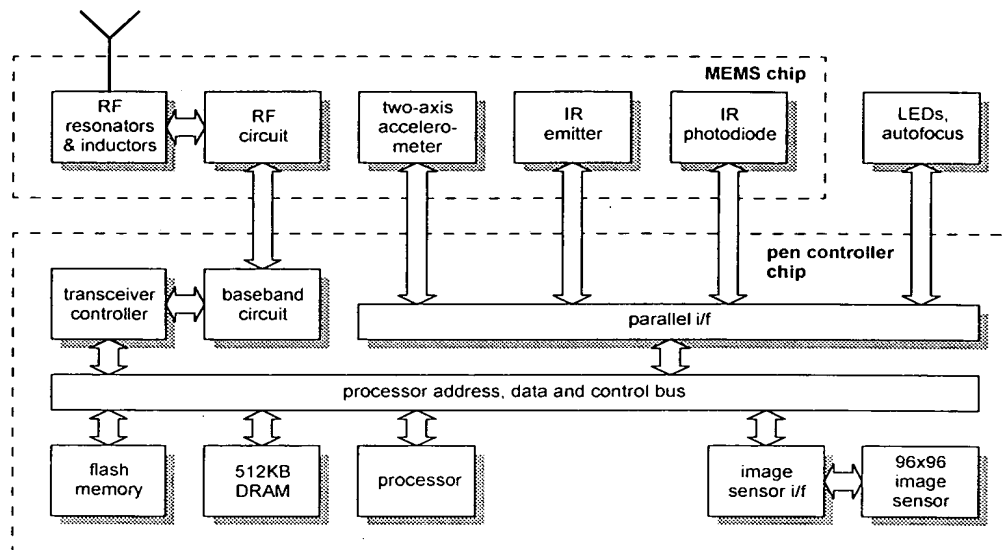 MEMS chip
RF
resonators
& inductors
RF
circuit
two-axis
accelero-
meter
IR
emitter
IR
photodiode
LEDs,
autofocus
pen controller
chip
transceiver
controller
baseband
circuit
parallel i/f
processor address, data and control bus
flash
memory
512KB
DRAM
processor
image
sensor i/f
96x96
image
sensor